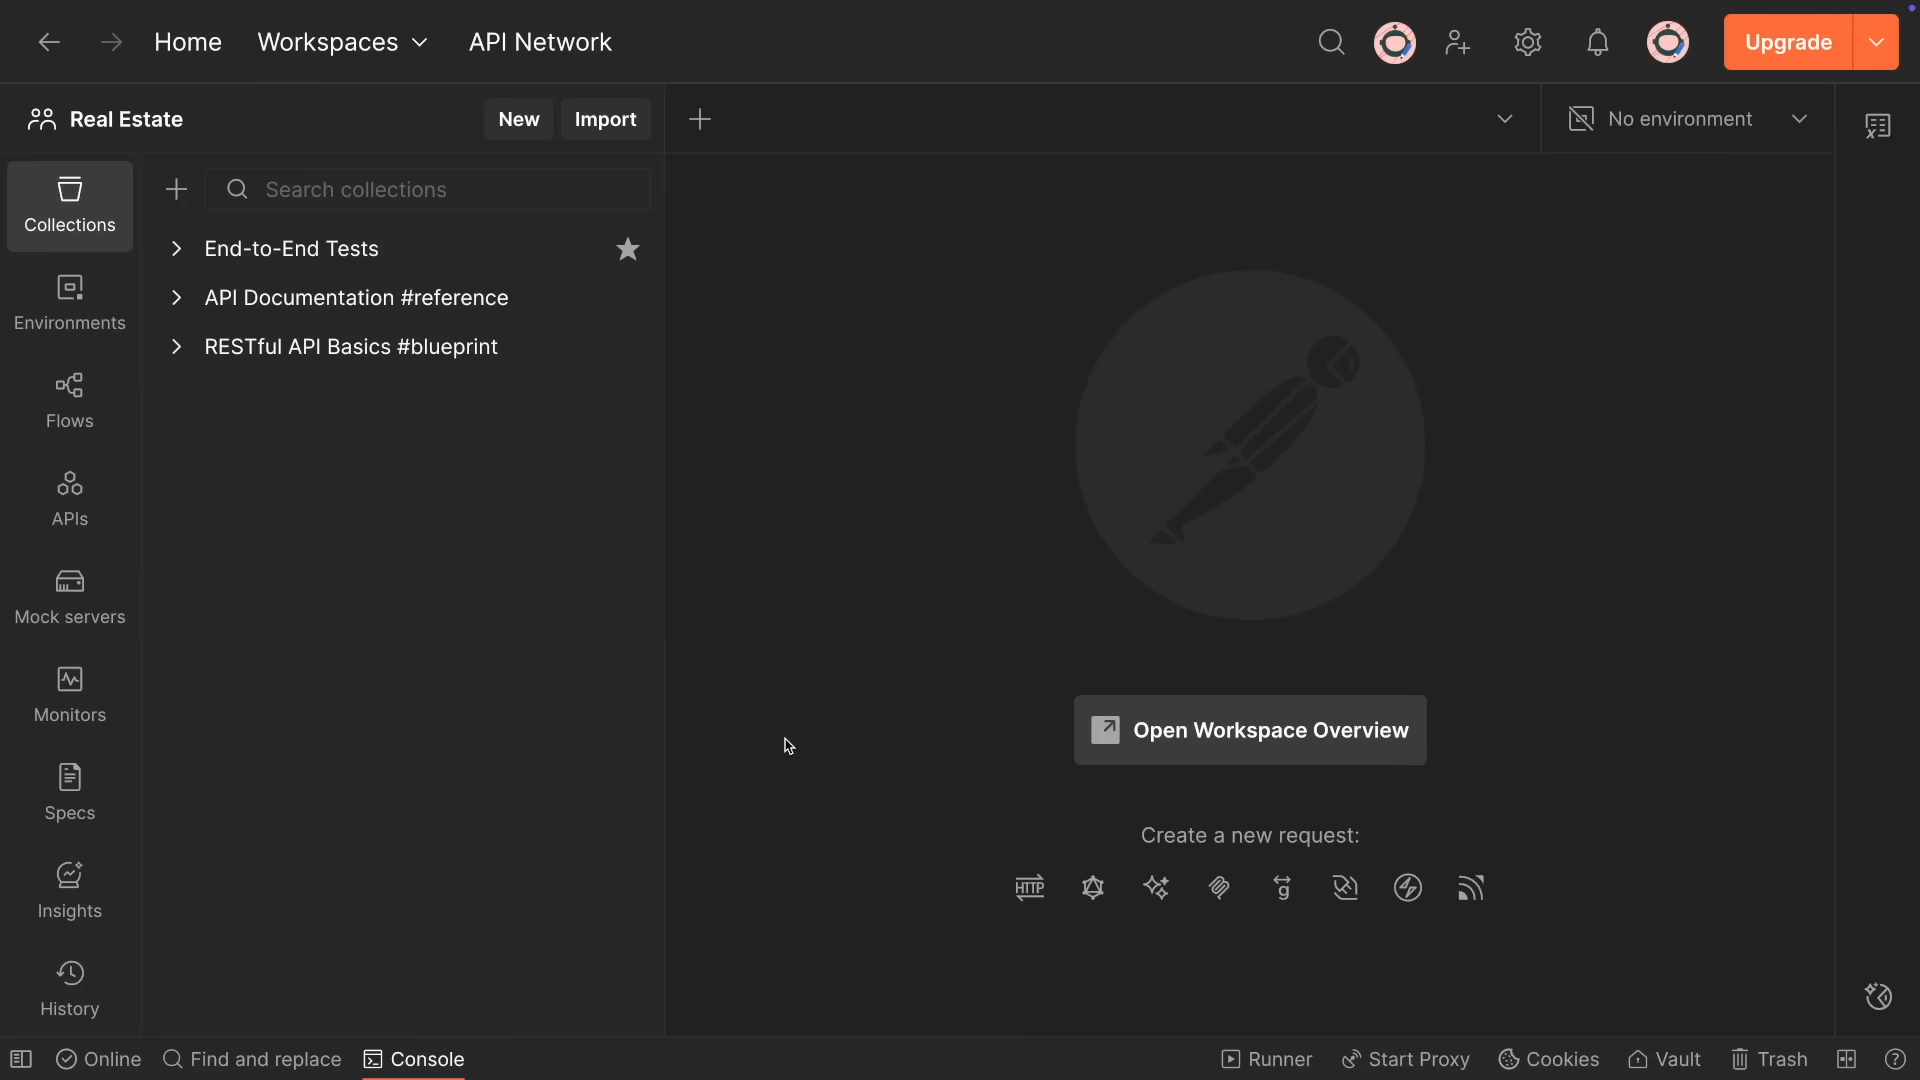 Home
Workspaces
API Network
Upgrade
Real Estate
New
Import
No environment
Collections
Search collections
End-to-End Tests
API Documentation #reference
RESTful API Basics #blueprint
Environments
Flows
APIs
Mock servers
Monitors
Specs
Insights
History
Open Workspace Overview
Create a new request:
HTTP
g
Online
Find and replace
Console
Runner
Start Proxy
Cookies
Vault
Trash